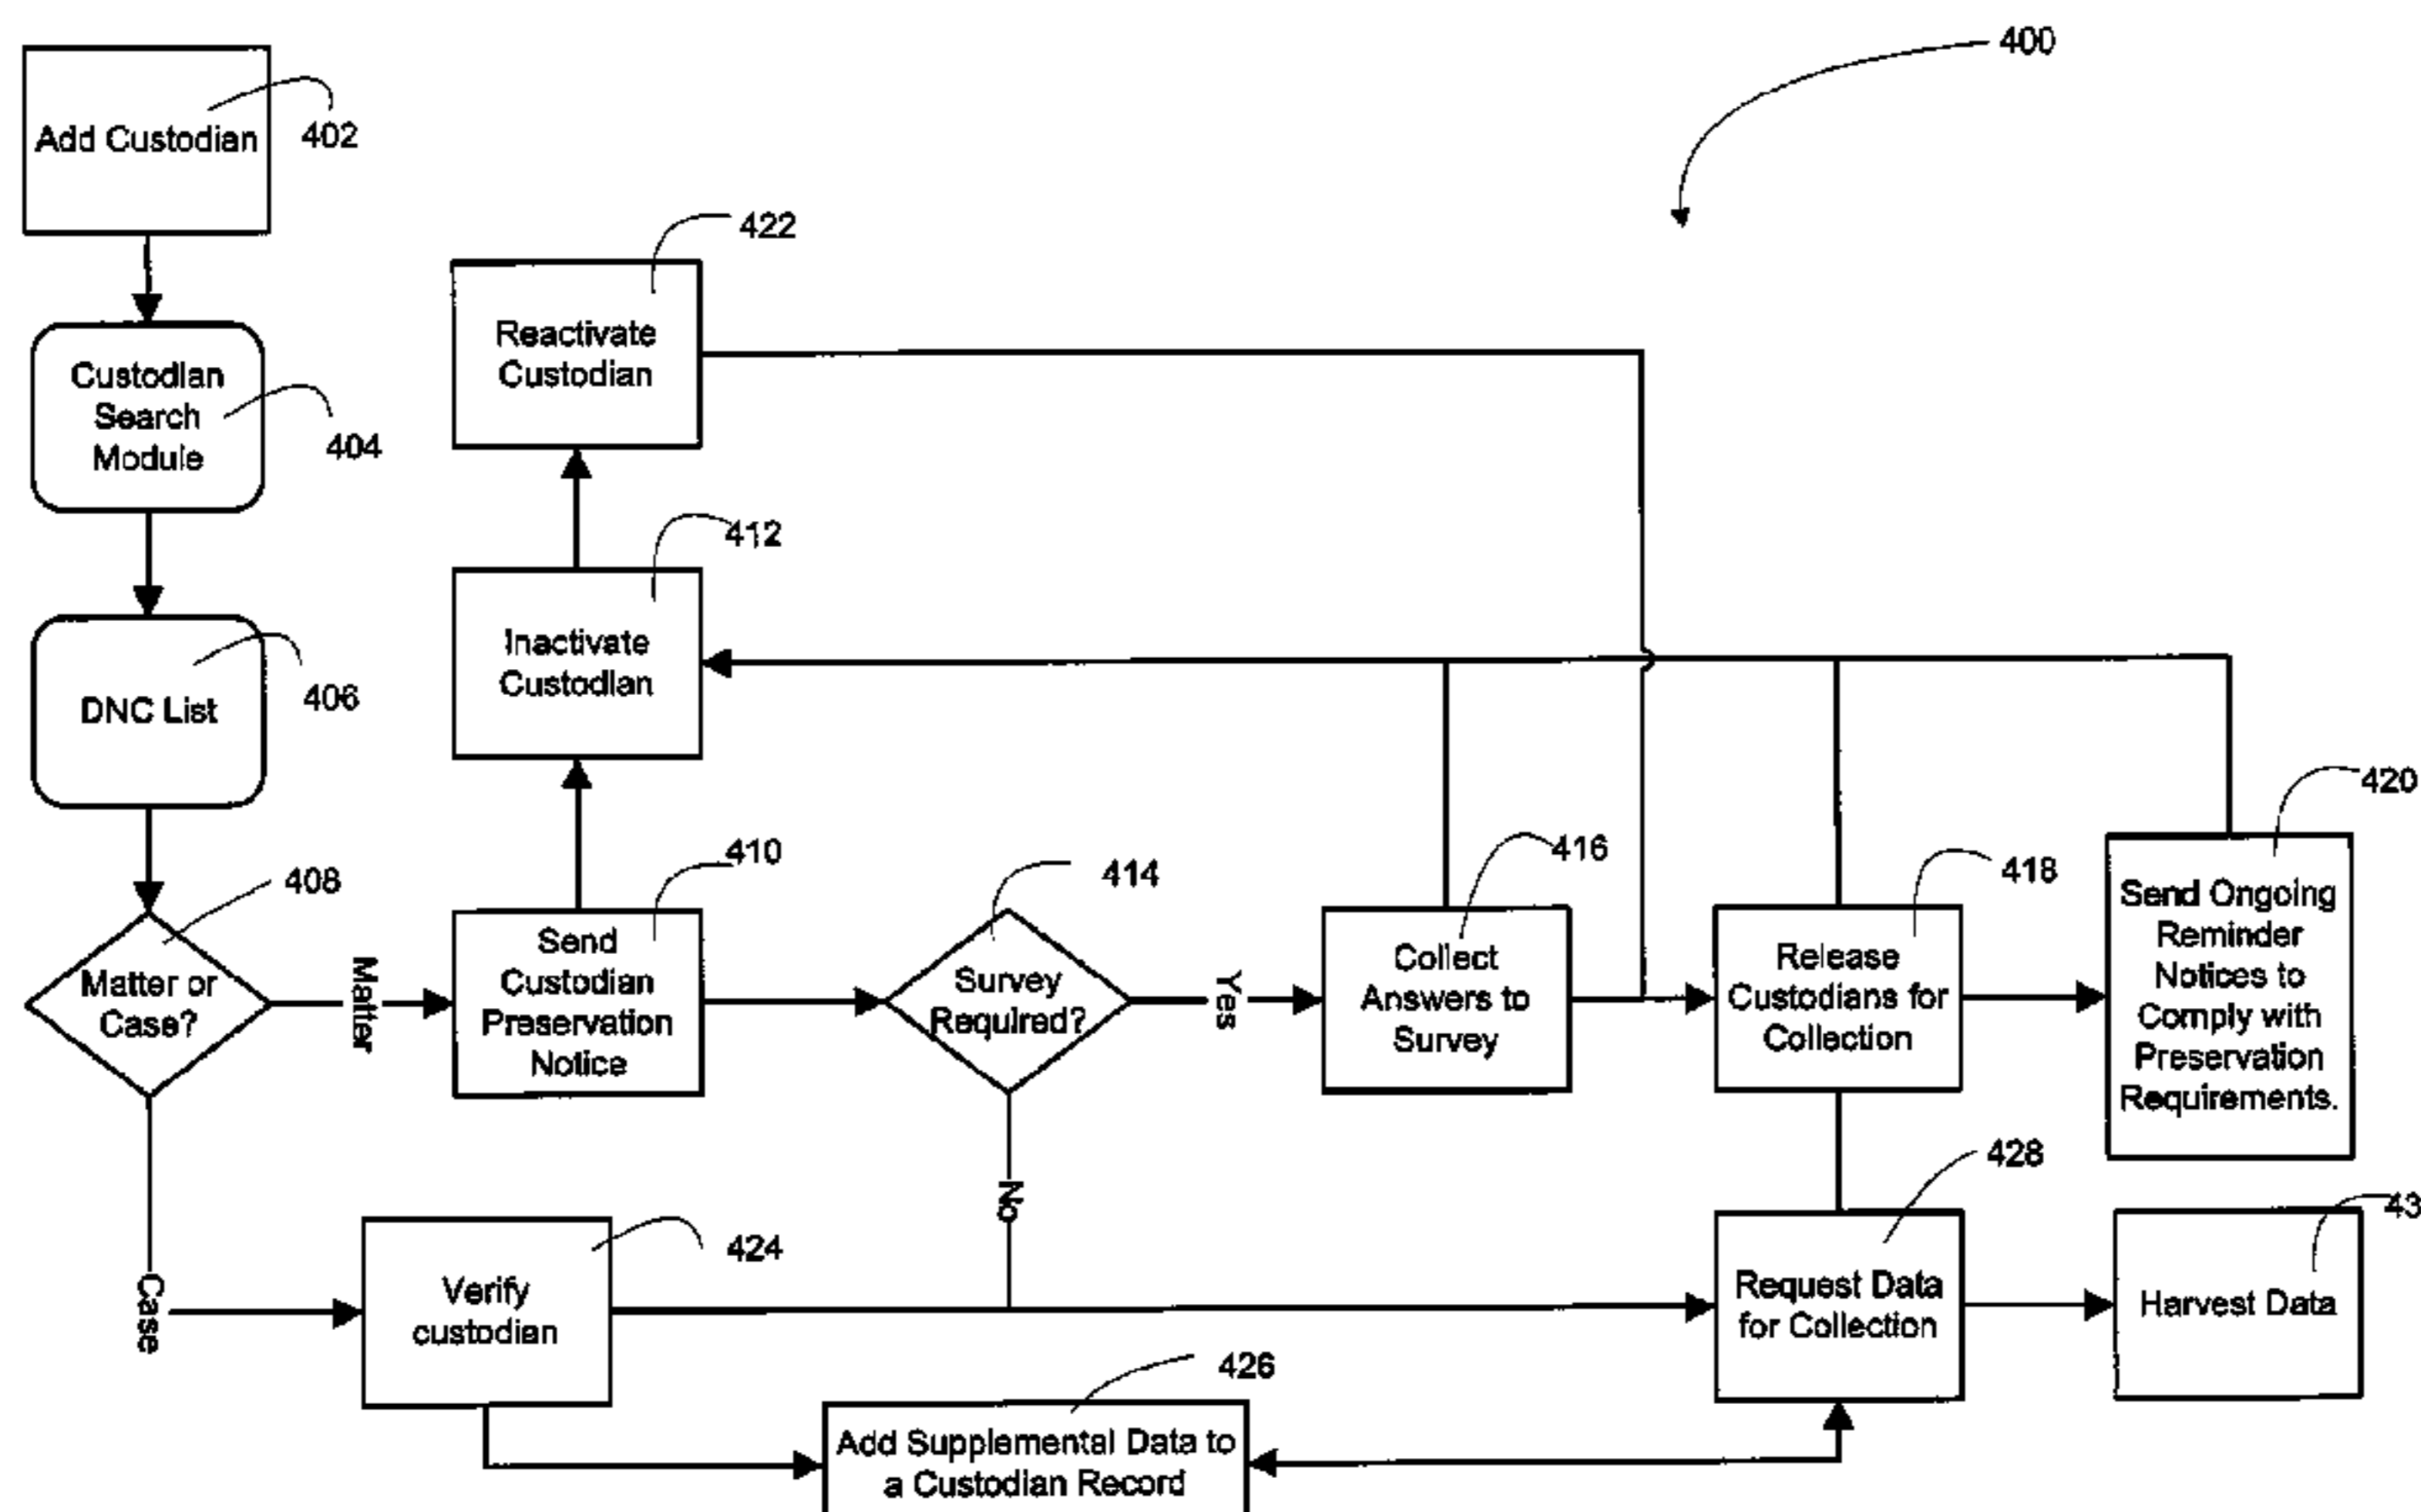 400
Add Custodian
402
422
Reactivate
Custodian
Custodian
Search
Module
404
412
Inactivate
Custodian
DNC List
406
420
408
410
414
416
418
Matter or
Case?
Matter
Send
Custodian
Preservation
Notice
Survey
Required?
Yes
Collect
Answers to
Survey
Release
Custodians for
Collection
Send Ongoing
Reminder
Notices to
Comply with
Preservation
Requirements.
No
428
43
Case
424
Verify
custodian
Request Data
for Collection
Harvest Data
426
Add Supplemental Data to
a Custodian Record